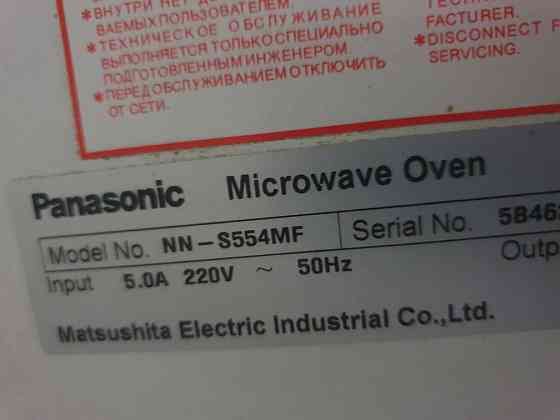 *ВНУТРИ НЕТ
ВАЕМЫХ ПОЛЬЗОВАТЕЛЕМ.
*ТЕХНИЧЕСКОЕ ОБСЛУЖИВАНИЕ
ВЫПОЛНЯЕТСЯ ТОЛЬКО СПЕЦИАЛЬНО
ПОДГОТОВЛЕННЫМ ИНЖЕНЕРОМ.
*ПЕРЕД ОБСЛУЖИВАНИЕМ ОТКЛЮЧИТЬ
ОТ СЕТИ.
FACTURER.
*DISCONNECT F
SERVICING.
Panasonic Microwave Oven
Model No. NN-S554MF Serial No. 5B46
Input 5.0A 220V ~ 50Hz Outp
Matsushita Electric Industrial Co.,Ltd.